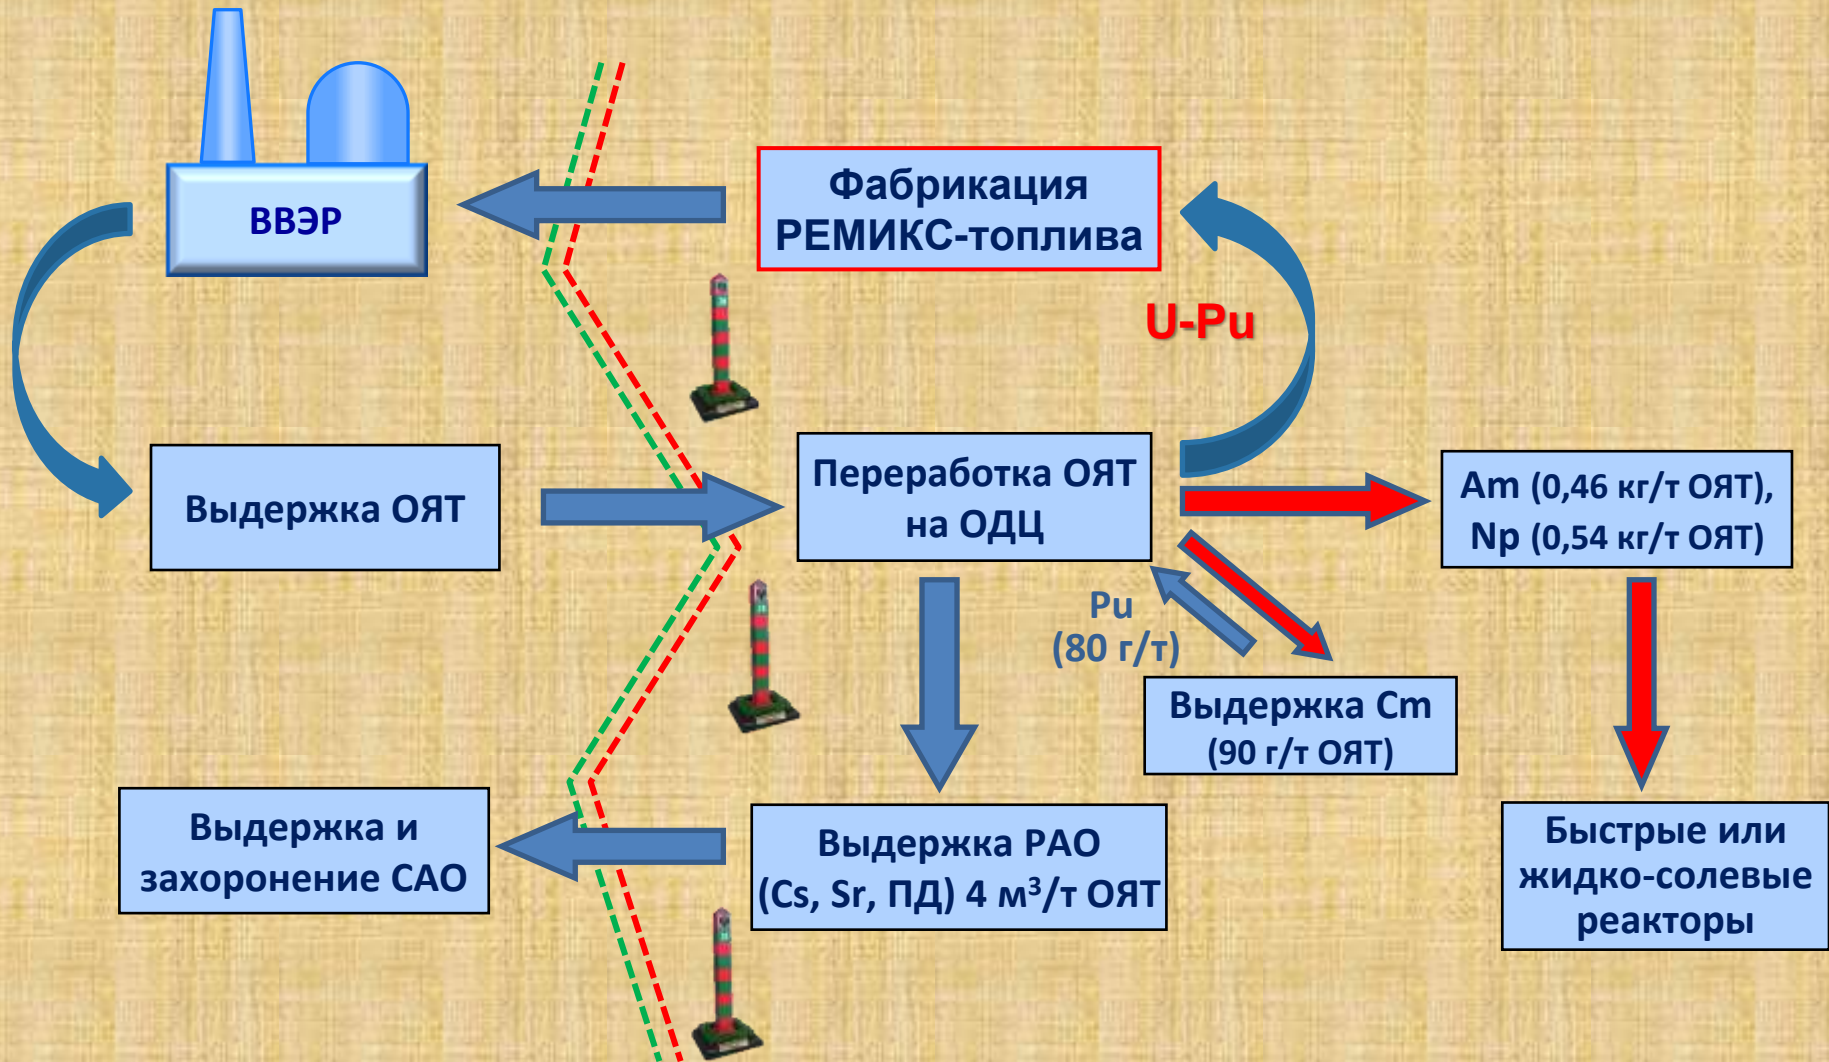 ВВЭР
Фабрикация
РЕМИКС-топлива
U-Pu
Выдержка ОЯТ
Переработка ОЯТ
на ОДЦ
Am (0,46 кг/т ОЯТ),
Np (0,54 кг/т ОЯТ)
Pu
(80 г/т)
Выдержка Cm
(90 г/т ОЯТ)
Выдержка и
захоронение САО
Выдержка РАО
(Cs, Sr, ПД) 4 м³/т ОЯТ
Быстрые или
жидко-солевые
реакторы